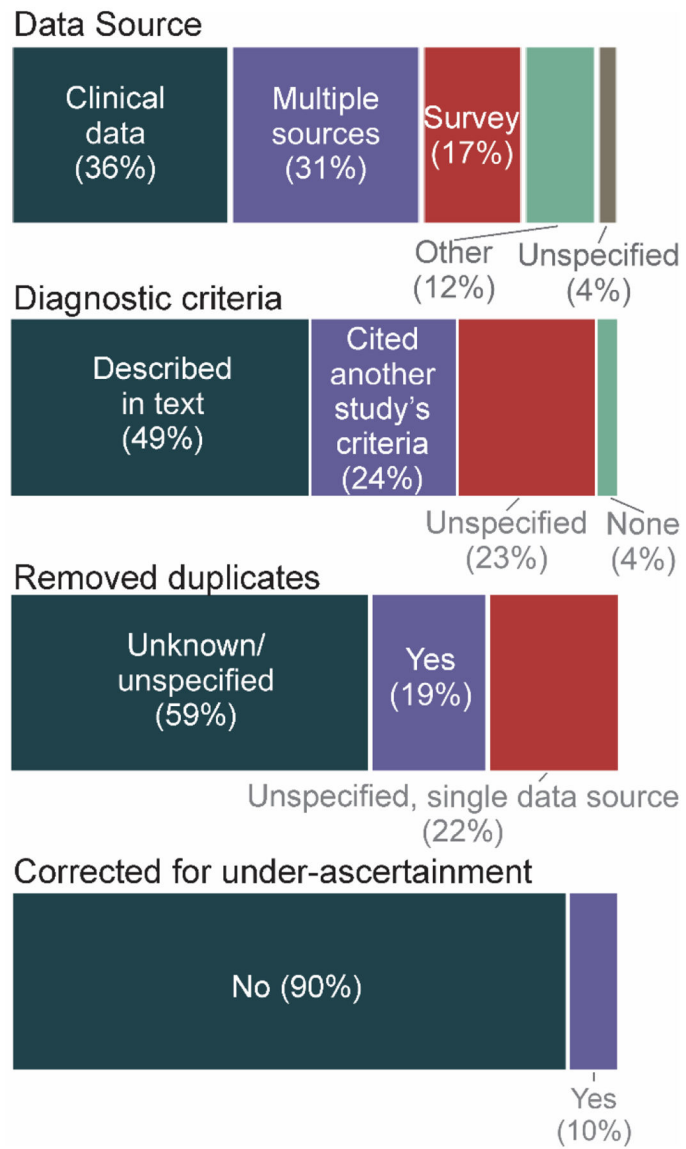 Data Source
Clinical
data
(36%)
Multiple
sources
(31%)
Survey
(17%)
Other
(12%)
Unspecified
(4%)
Diagnostic criteria
Described
in text
(49%)
Cited
another
study's
criteria
(24%)
Unspecified
(23%)
None
(4%)
Removed duplicates
Unknown/
unspecified
(59%)
Yes
(19%)
Unspecified, single data source
(22%)
Corrected for under-ascertainment
No (90%)
Yes
(10%)